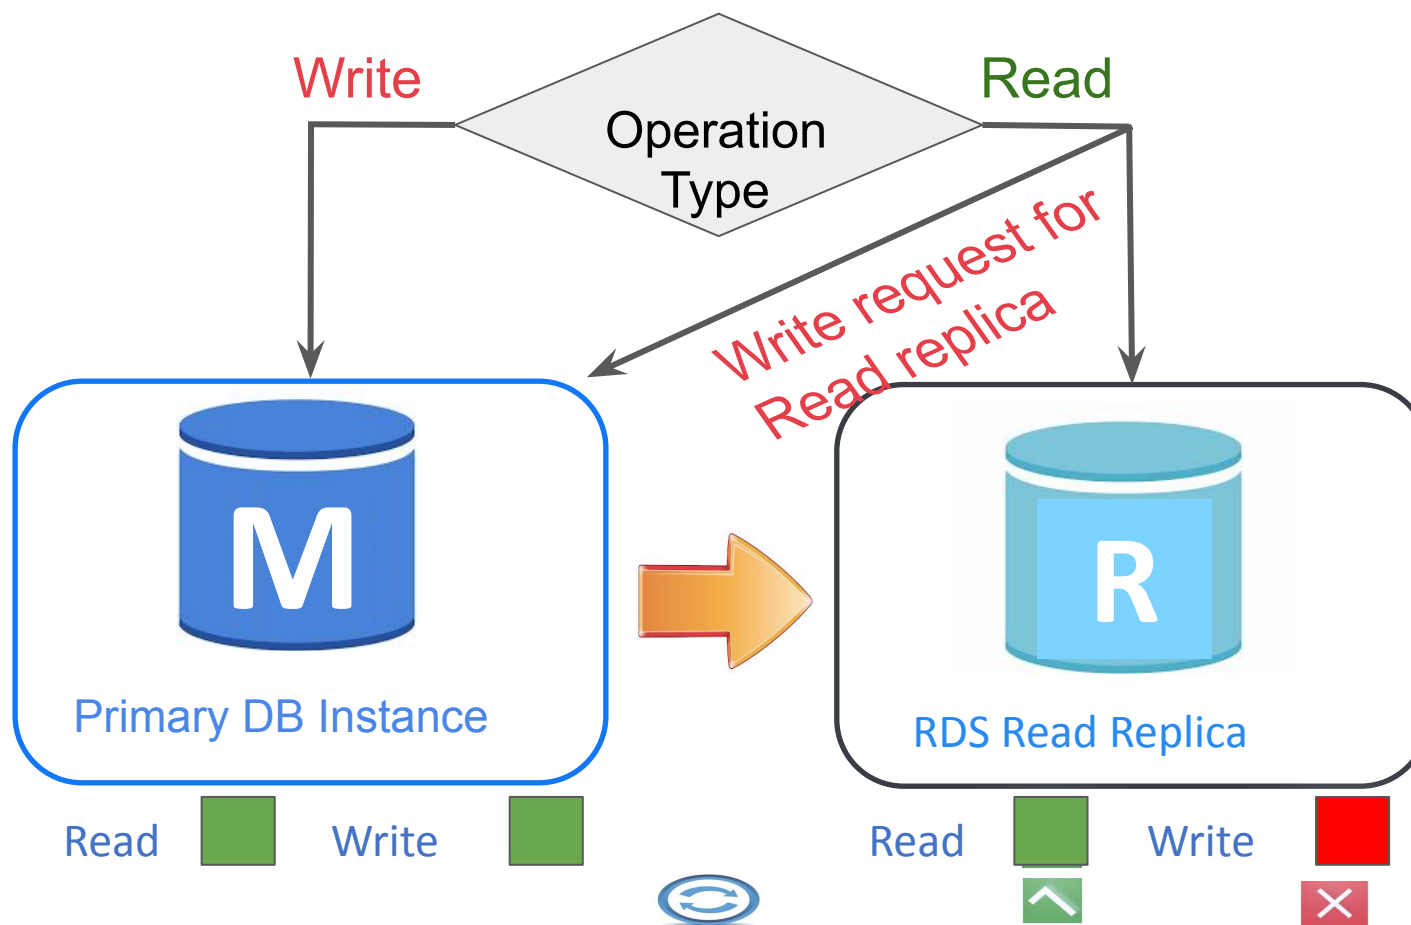 Write
Read
Operation
Type
Write request for
Read replica
M
R
Primary DB Instance
RDS Read Replica
Read
Write
Read
Write